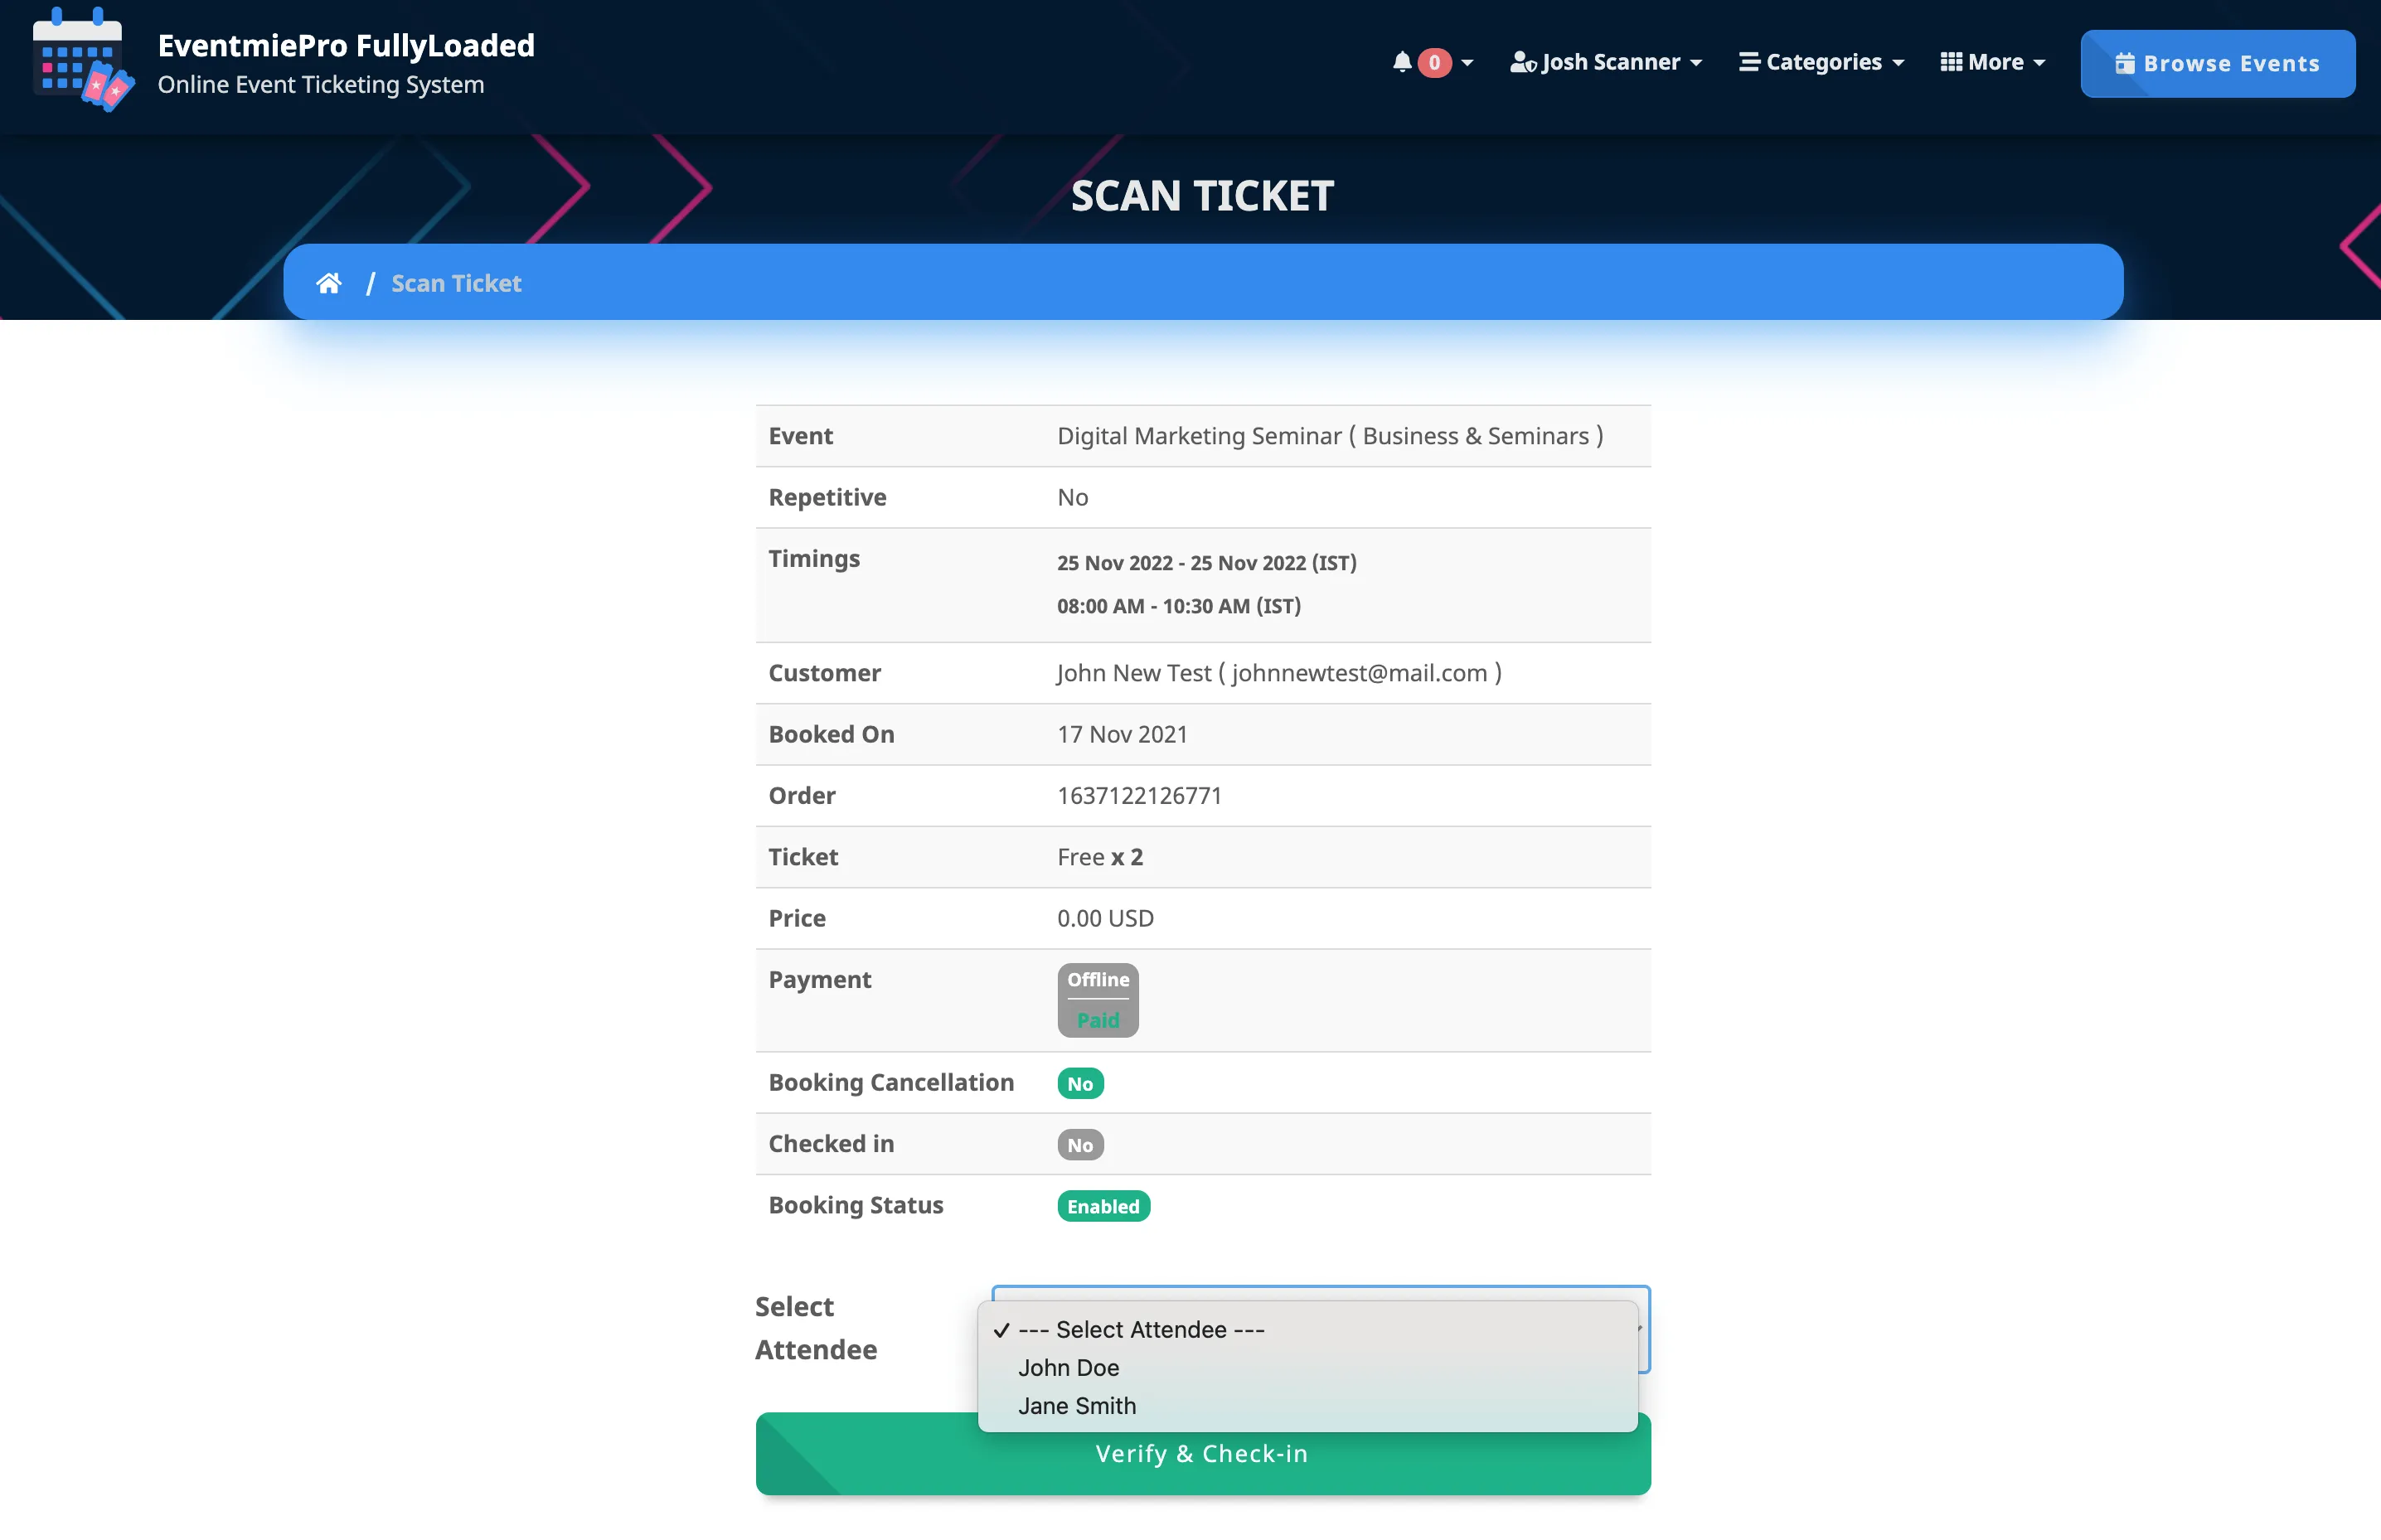 EventmiePro FullyLoaded
Online Event Ticketing System
0
Josh Scanner
Categories
More
Browse Events
SCAN TICKET
/ Scan Ticket
Event Digital Marketing Seminar ( Business & Seminars )
Repetitive No
Timings 25 Nov 2022 - 25 Nov 2022 (IST)
08:00 AM - 10:30 AM (IST)
Customer John New Test ( johnnewtest@mail.com )
Booked On 17 Nov 2021
Order 1637122126771
Ticket Free x 2
Price 0.00 USD
Payment Offline
Paid
Booking Cancellation No
Checked in No
Booking Status Enabled
Select
Attendee
✓ --- Select Attendee ---
John Doe
Jane Smith
Verify & Check-in